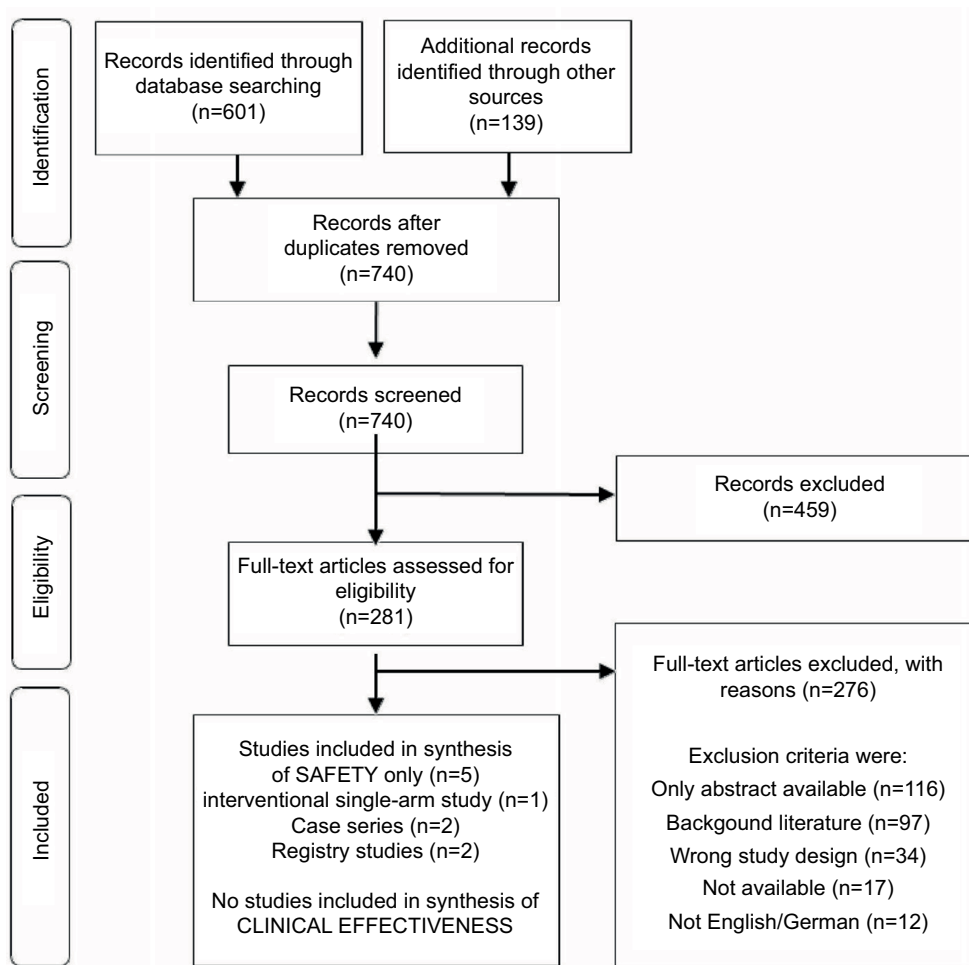 Identification
Records identified through
database searching
(n=601)
Additional records
identified through other
sources
(n=139)
Records after
duplicates removed
(n=740)
Screening
Records screened
(n=740)
Records excluded
(n=459)
Eligibility
Full-text articles assessed for
eligibility
(n=281)
Full-text articles excluded, with
reasons (n=276)
Exclusion criteria were:
Only abstract available (n=116)
Backgound literature (n=97)
Wrong study design (n=34)
Not available (n=17)
Not English/German (n=12)
Included
Studies included in synthesis
of SAFETY only (n=5)
interventional single-arm study (n=1)
Case series (n=2)
Registry studies (n=2)
No studies included in synthesis of
CLINICAL EFFECTIVENESS